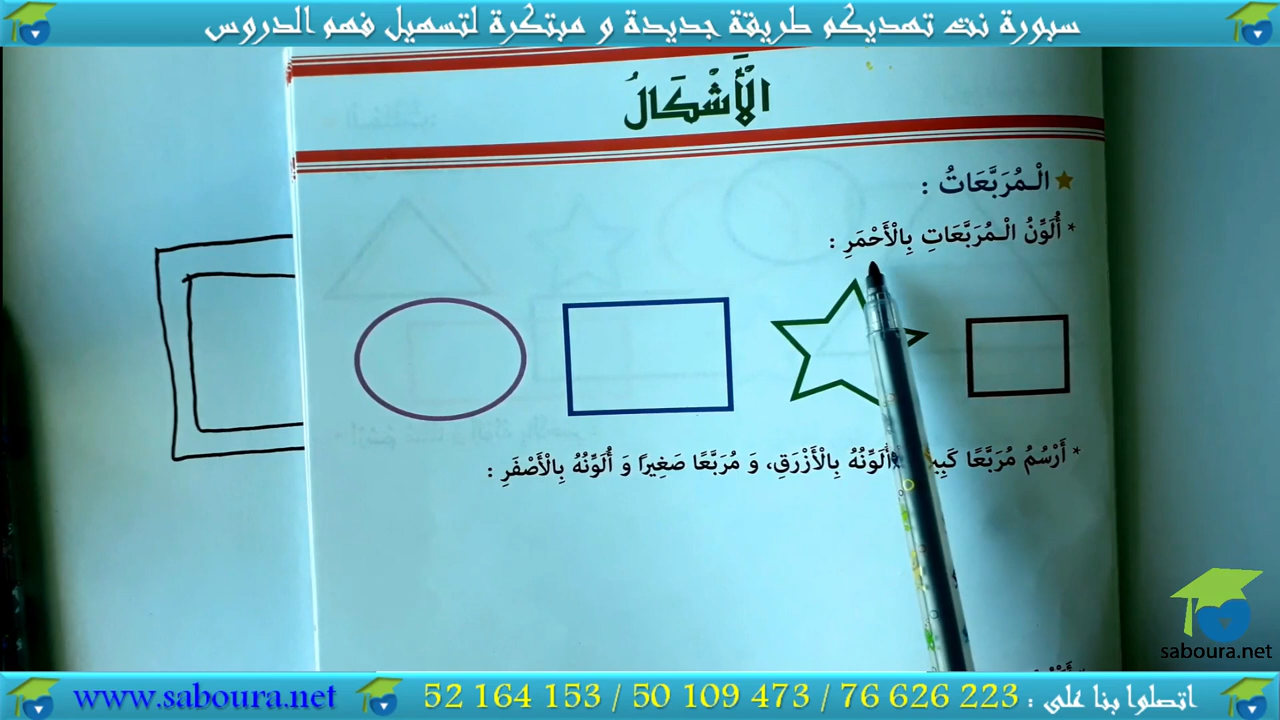 سبورة نت تهديكم طريقة جديدة و مبتكرة لتسهيل فهم الدروس
الْأَشْكَالُ
الْـمُرَبَّعَاتُ :
* أُلَوِّنُ الْـمُرَبَّعَاتِ بِالْأَحْمَرِ :
* أَرْسُمُ مُرَبَّعًا أُلَوِّنُهُ بِالْأَزْرَقِ، وَ مُرَبَّعًا صَغِيرًا وَ أُلَوِّنُهُ بِالْأَصْفَرِ :
saboura.net
اتصلوا بنا على : 223 626 76 / 473 109 50 / 153 164 52
www.saboura.net